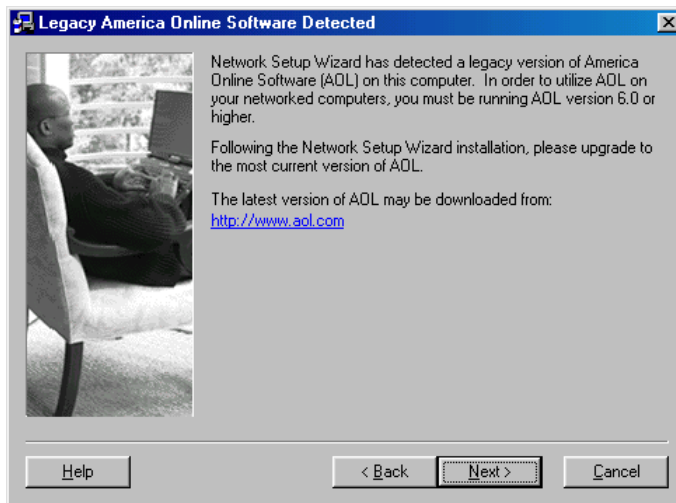 Legacy America Online Software Detected
Network Setup Wizard has detected a legacy version of America
Online Software (AOL) on this computer.  In order to utilize AOL on
your networked computers, you must be running AOL version 6.0 or
higher.
Following the Network Setup Wizard installation, please upgrade to
the most current version of AOL.
The latest version of AOL may be downloaded from:
http://www.aol.com
Help
< Back
Next >
Cancel